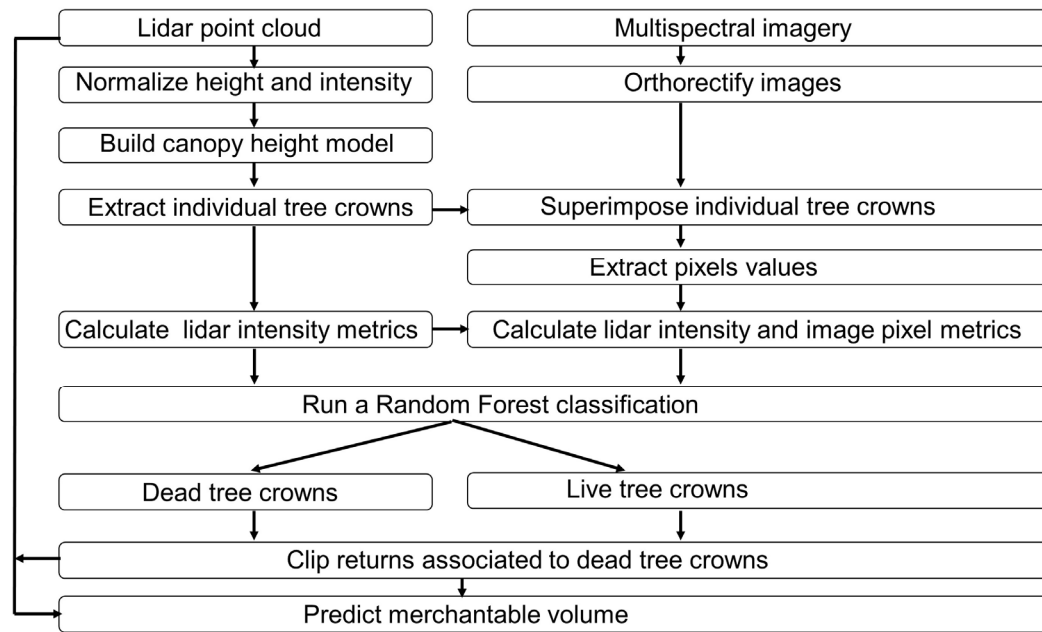 Lidar point cloud
Multispectral imagery
Normalize height and intensity
Orthorectify images
Build canopy height model
Extract individual tree crowns
Superimpose individual tree crowns
Extract pixels values
Calculate lidar intensity metrics
Calculate lidar intensity and image pixel metrics
Run a Random Forest classification
Dead tree crowns
Live tree crowns
Clip returns associated to dead tree crowns
Predict merchantable volume